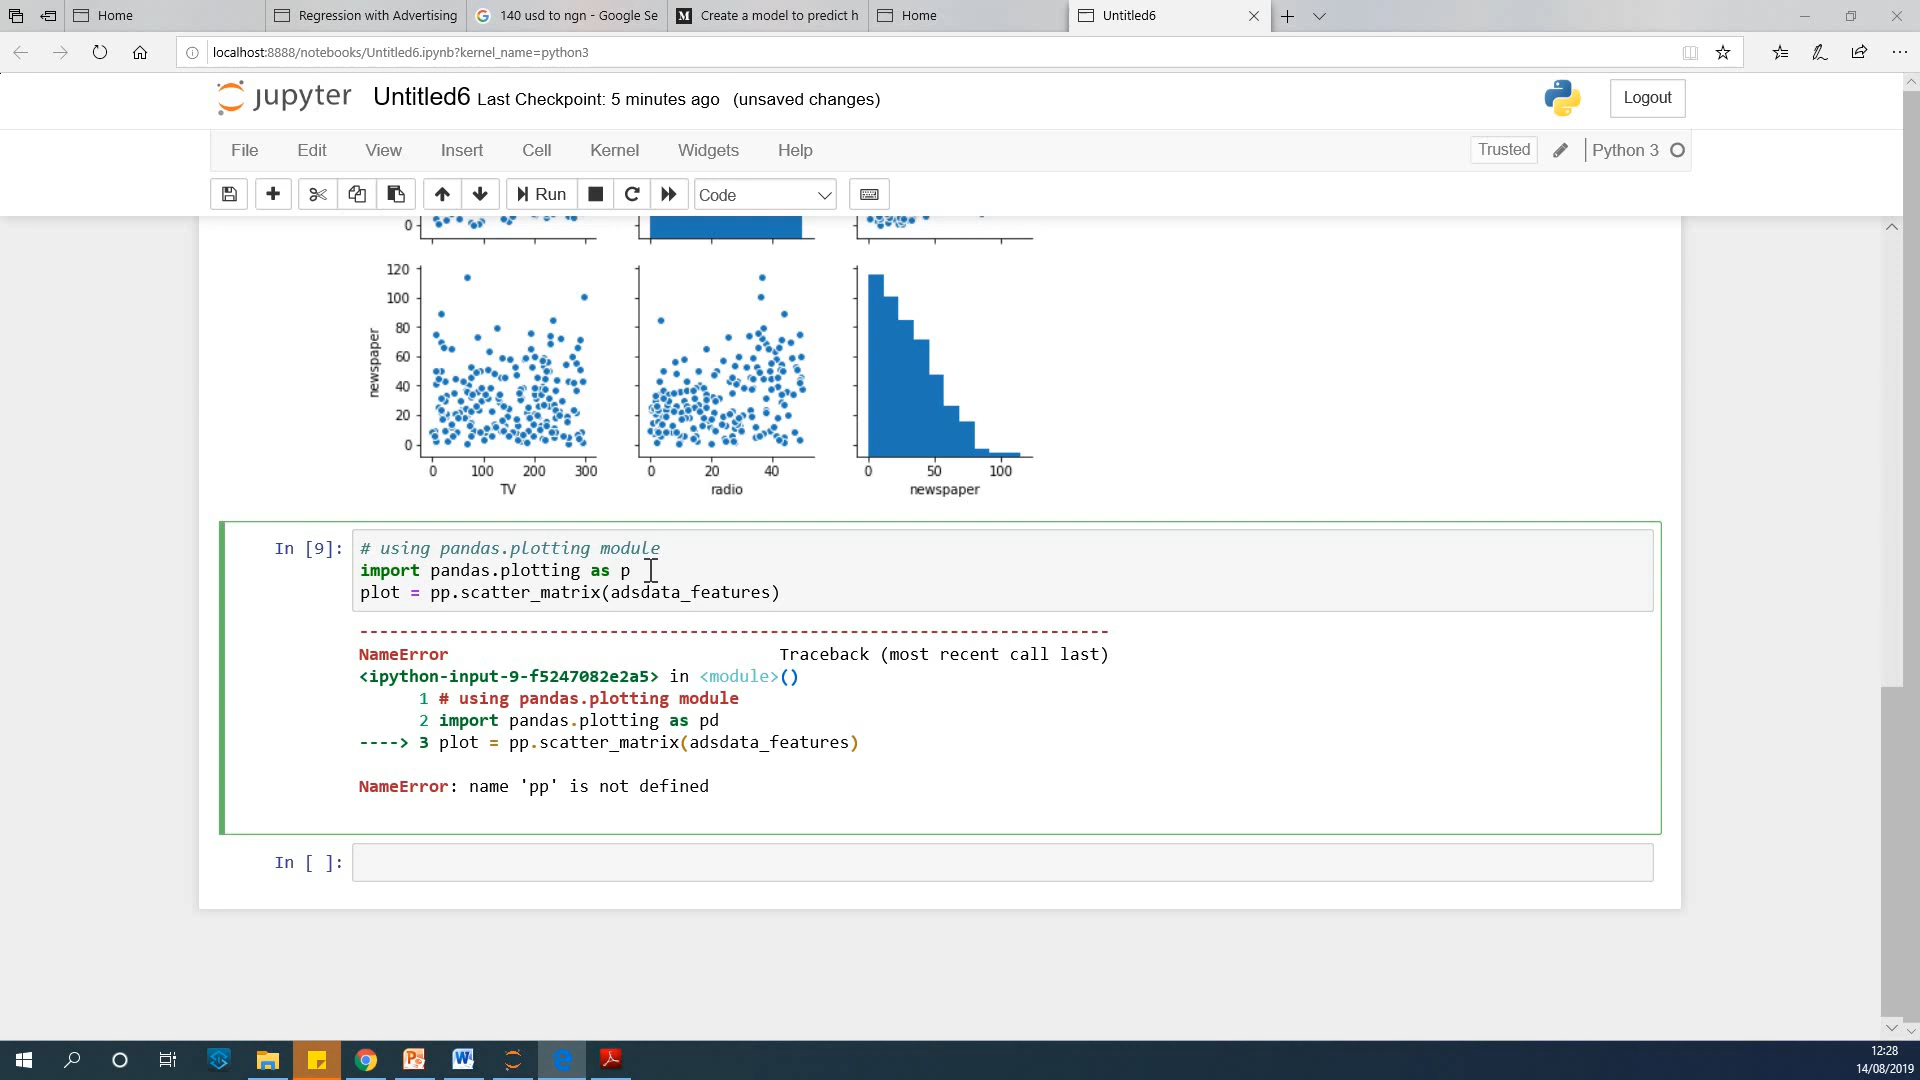 Home
Regression with Advertising
140 usd to ngn - Google Se
Create a model to predict h
Home
Untitled6
localhost:8888/notebooks/Untitled6.ipynb?kernel_name=python3
jupyter Untitled6 Last Checkpoint: 5 minutes ago (unsaved changes)
Logout
File Edit View Insert Cell Kernel Widgets Help
Trusted Python 3
Run Code
0
120
100
80
60
40
20
0
newspaper
0 100 200 300
0 20 40
0 50 100
TV
radio
newspaper
In [9]: # using pandas.plotting module
import pandas.plotting as p
plot = pp.scatter_matrix(adsdata_features)
---------------------------------------------------------------------------
NameError Traceback (most recent call last)
<ipython-input-9-f5247082e2a5> in <module>()
1 # using pandas.plotting module
2 import pandas.plotting as pd
----> 3 plot = pp.scatter_matrix(adsdata_features)
NameError: name 'pp' is not defined
In [ ]:
12:28
14/08/2019